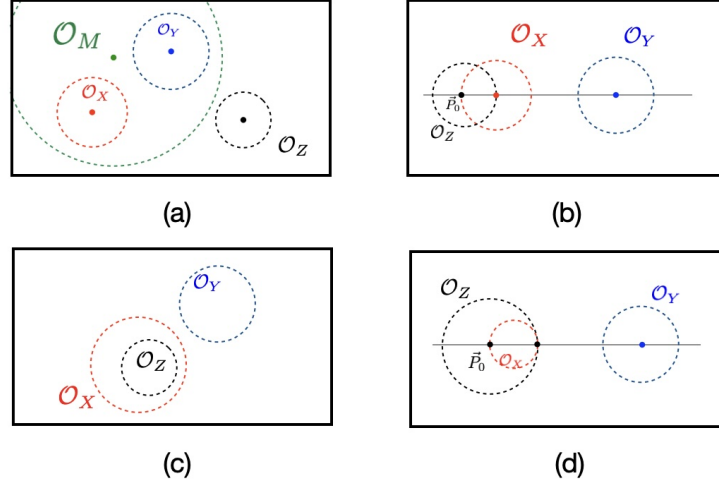 𝒪_M 𝒪_Y
𝒪_X
𝒪_Z
(a)
𝒪_X 𝒪_Y
P⃗_0
𝒪_Z
(b)
𝒪_Y
𝒪_Z
𝒪_X
(c)
𝒪_Z 𝒪_Y
P⃗_0 𝒪_X
(d)